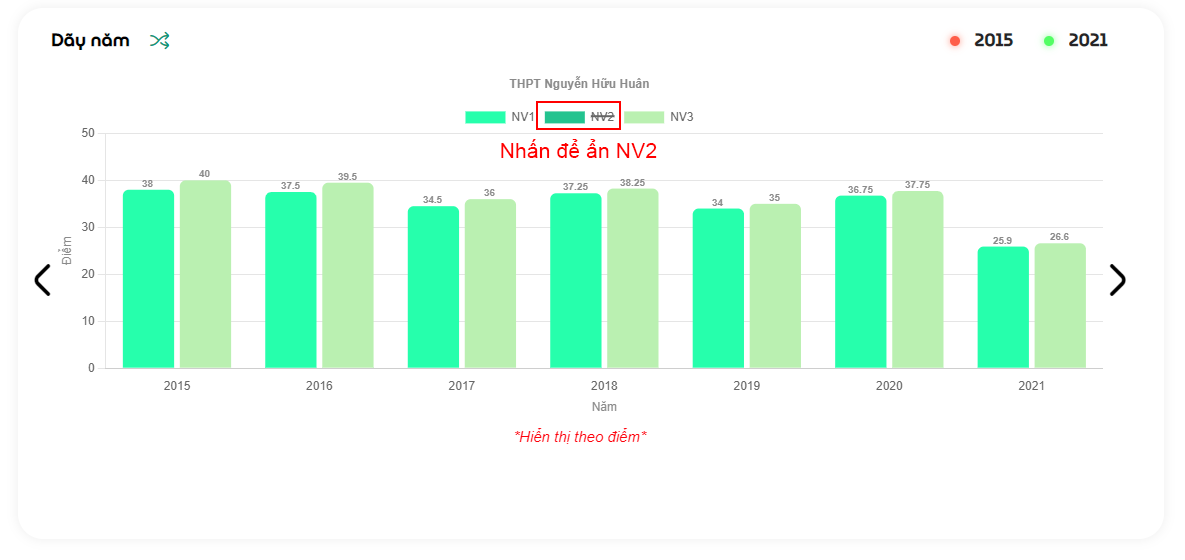 Dãy năm
2015 2021
THPT Nguyễn Hữu Huân
NV1 NV2 NV3
Nhấn để ẩn NV2
Điểm
50
40
30
20
10
0
38 40 37.5 39.5 34.5 36 37.25 38.25 34 35 36.75 37.75 25.9 26.6
2015 2016 2017 2018 2019 2020 2021
Năm
*Hiển thị theo điểm*